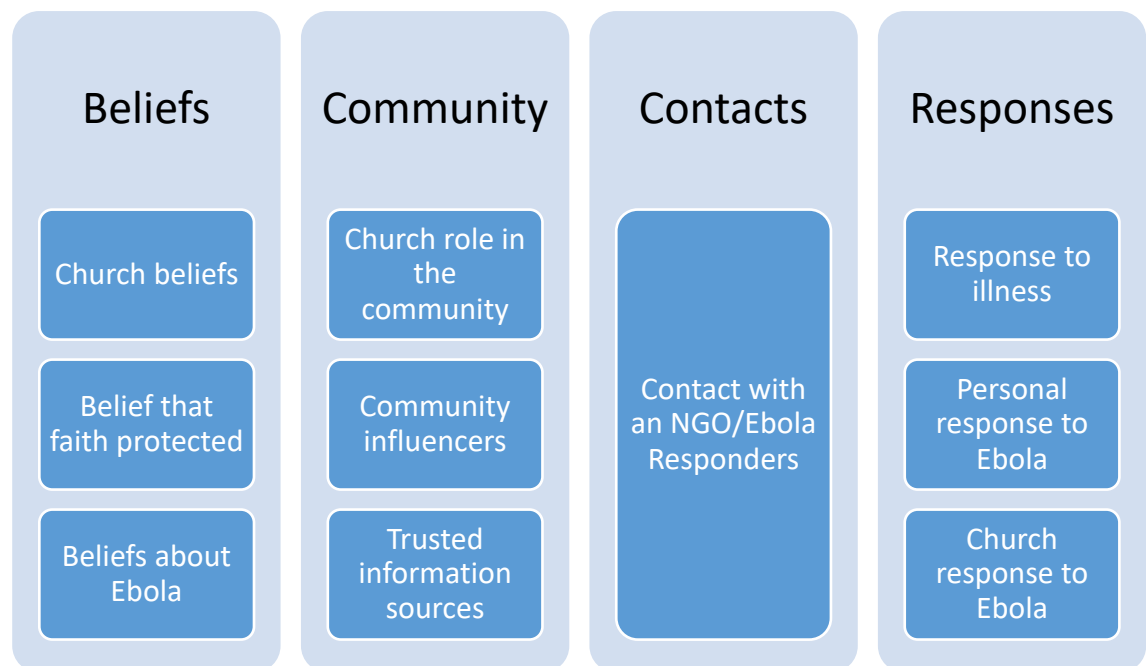 Beliefs
Church beliefs
Belief that
faith protected
Beliefs about
Ebola
Community
Church role in
the
community
Community
influencers
Trusted
information
sources
Contacts
Contact with
an NGO/Ebola
Responders
Responses
Response to
illness
Personal
response to
Ebola
Church
response to
Ebola